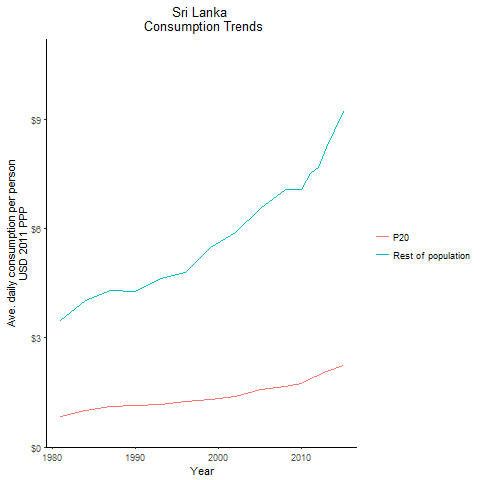 Sri Lanka
Consumption Trends
Ave. daily consumption per person
USD 2011 PPP
$9
$6
$3
$0
1980
1990
2000
2010
Year
P20
Rest of population